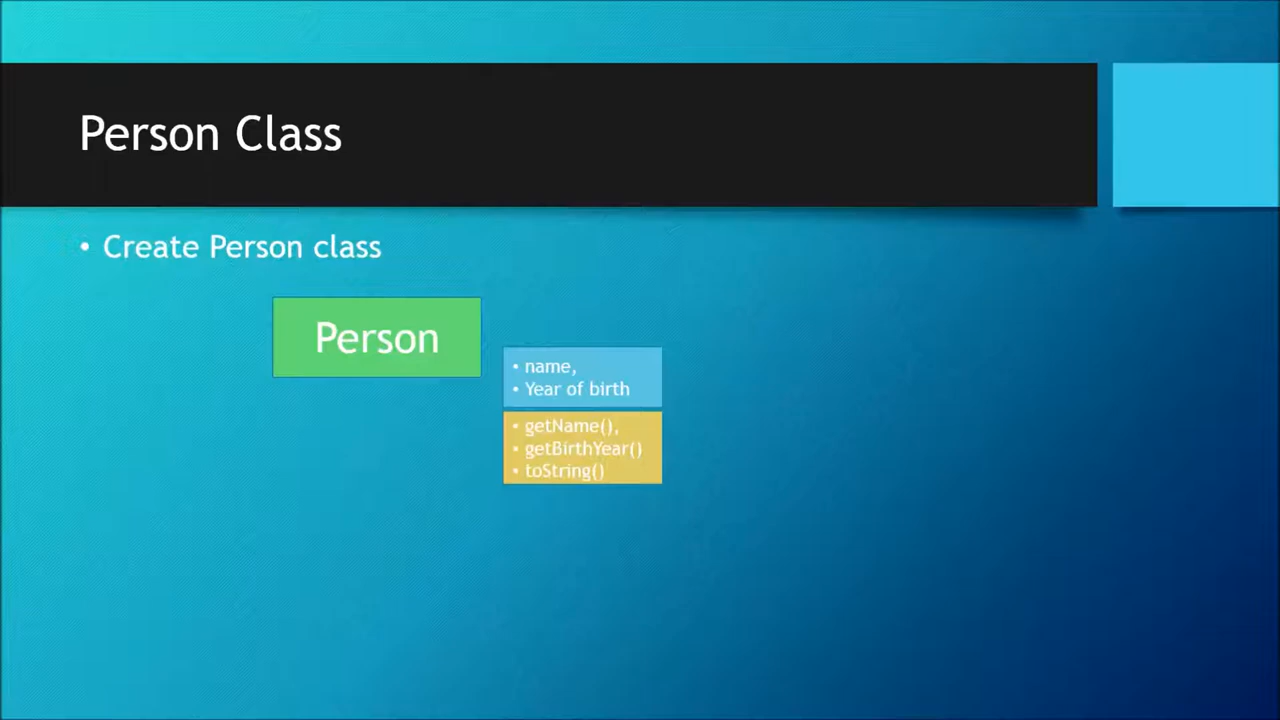 Person Class
• Create Person class
Person
• name,
• Year of birth
• getName(),
• getBirthYear()
• toString()